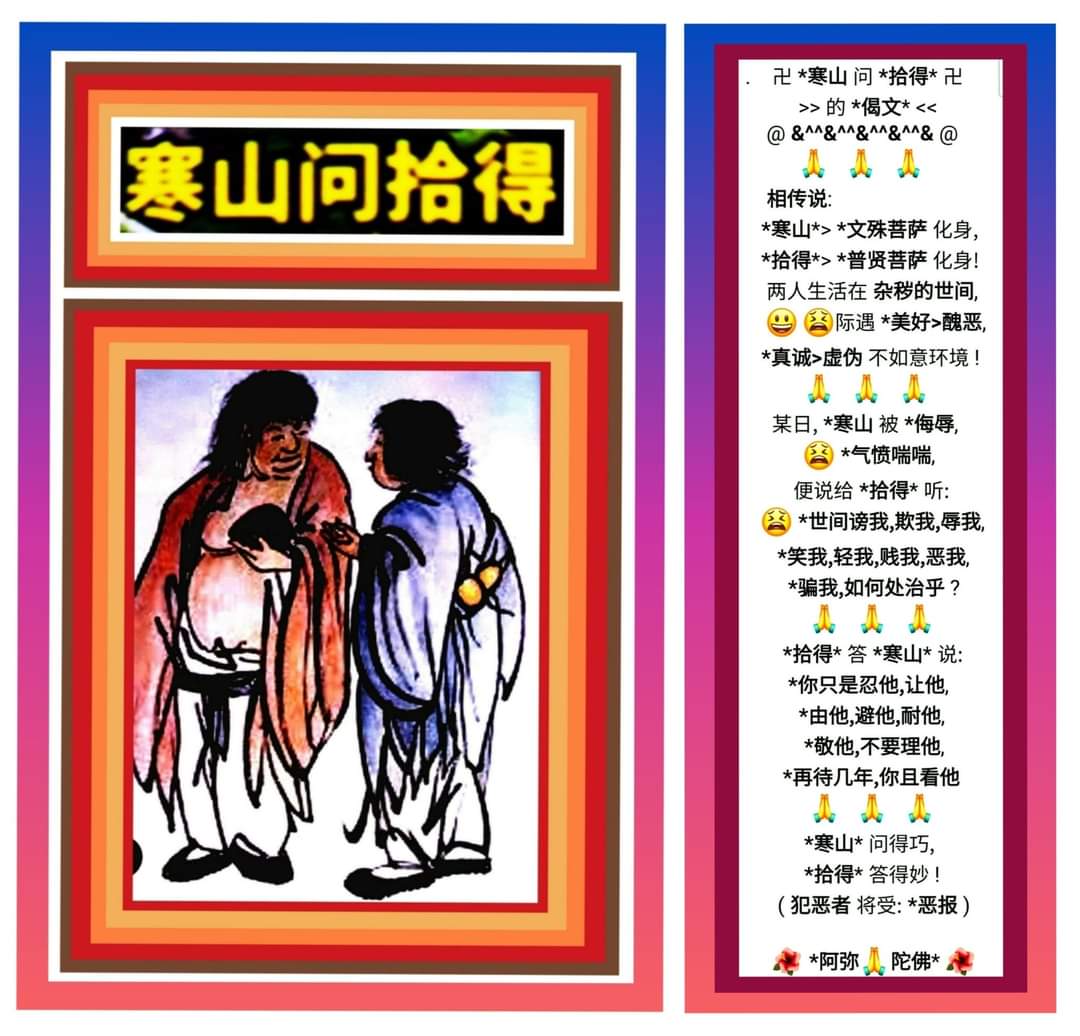 寒山问拾得
. 卍 *寒山 问 *拾得* 卍
>> 的 *偈文* <<
@ &^^&^^&^^&^^& @
🙏 🙏 🙏
相传说:
*寒山*> *文殊菩萨 化身,
*拾得*> *普贤菩萨 化身!
两人生活在 杂秽的世间,
😀 😫际遇 *美好>醜恶,
*真诚>虚伪 不如意环境 !
🙏 🙏 🙏
某日, *寒山 被 *侮辱,
😫 *气愤喘喘,
便说给 *拾得* 听:
😫 *世间谤我,欺我,辱我,
*笑我,轻我,贱我,恶我,
*骗我,如何处治乎 ?
🙏 🙏 🙏
*拾得* 答 *寒山* 说:
*你只是忍他,让他,
*由他,避他,耐他,
*敬他,不要理他,
*再待几年,你且看他
🙏 🙏 🙏
*寒山* 问得巧,
*拾得* 答得妙 !
( 犯恶者 将受: *恶报 )
🌺 *阿弥🙏陀佛* 🌺